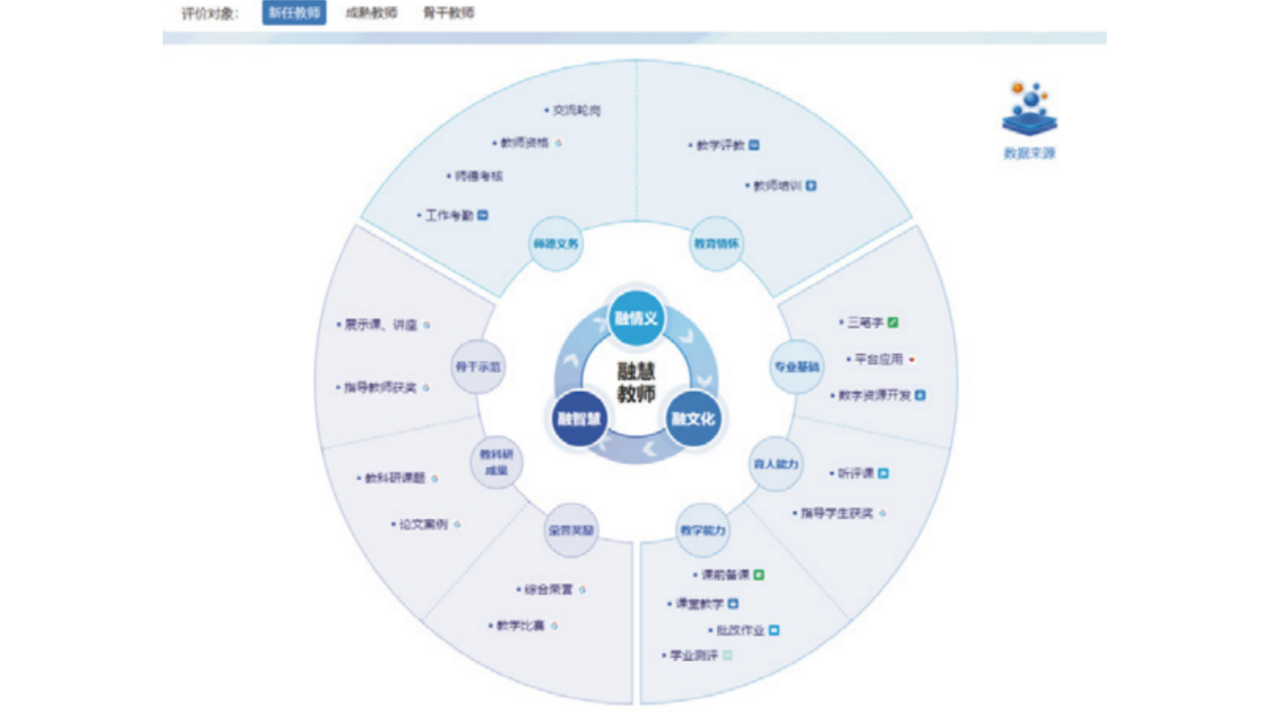 评价对象： 新任教师 成熟教师 骨干教师
数据来源
交流轮岗
教师资格
师德考核
工作考勤
师德义务
教学评教
教师培训
教育情怀
三笔字
平台应用
数字资源开发
专业基础
听评课
指导学生获奖
育人能力
课前备课
课堂教学
批改作业
学业测评
教学能力
综合荣誉
教学比赛
荣誉奖励
教科研课题
论文案例
教科研
成果
展示课、讲座
指导教师获奖
骨干示范
融情义
融文化
融智慧
融慧
教师